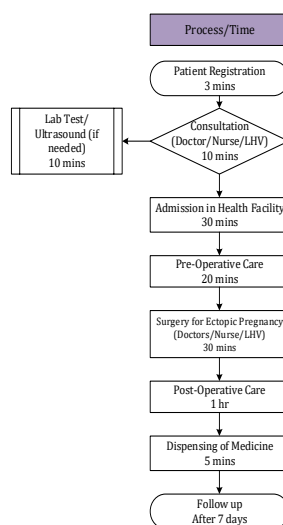 Process/Time
Patient Registration
3 mins
Lab Test/
Ultrasound (if
needed)
10 mins
Consultation
(Doctor/Nurse/LHV)
10 mins
Admission in Health Facility
30 mins
Pre-Operative Care
20 mins
Surgery for Ectopic Pregnancy
(Doctors/Nurse/LHV)
30 mins
Post-Operative Care
1 hr
Dispensing of Medicine
5 mins
Follow up
After 7 days